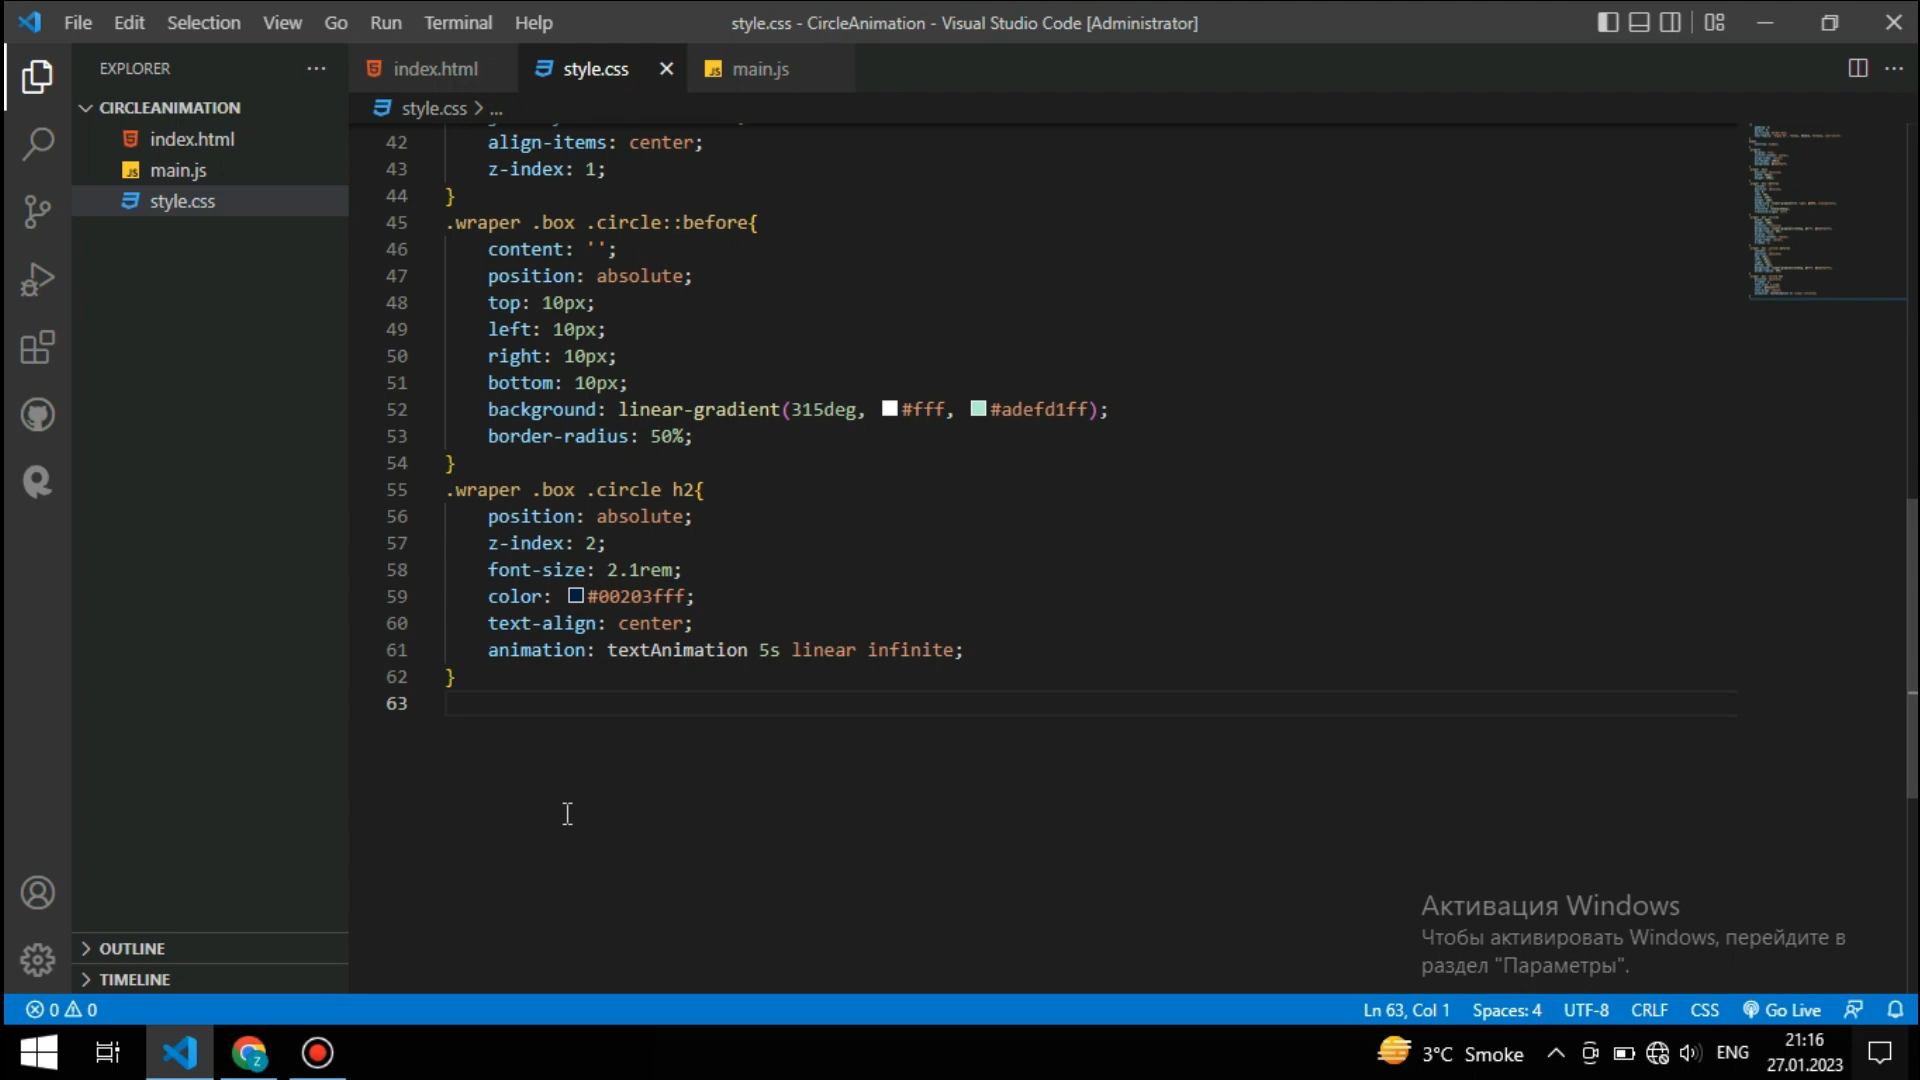 File Edit Selection View Go Run Terminal Help
style.css - CircleAnimation - Visual Studio Code [Administrator]
EXPLORER
index.html
style.css
main.js
CIRCLEANIMATION
style.css > ...
index.html
main.js
style.css
42 align-items: center;
43 z-index: 1;
44 }
45 .wraper .box .circle::before{
46 content: '';
47 position: absolute;
48 top: 10px;
49 left: 10px;
50 right: 10px;
51 bottom: 10px;
52 background: linear-gradient(315deg, #fff, #adefd1ff);
53 border-radius: 50%;
54 }
55 .wraper .box .circle h2{
56 position: absolute;
57 z-index: 2;
58 font-size: 2.1rem;
59 color: #00203fff;
60 text-align: center;
61 animation: textAnimation 5s linear infinite;
62 }
63
Активация Windows
Чтобы активировать Windows, перейдите в
раздел "Параметры".
OUTLINE
TIMELINE
0 0
Ln 63, Col 1 Spaces: 4 UTF-8 CRLF CSS Go Live
3°C Smoke
ENG
21:16
27.01.2023